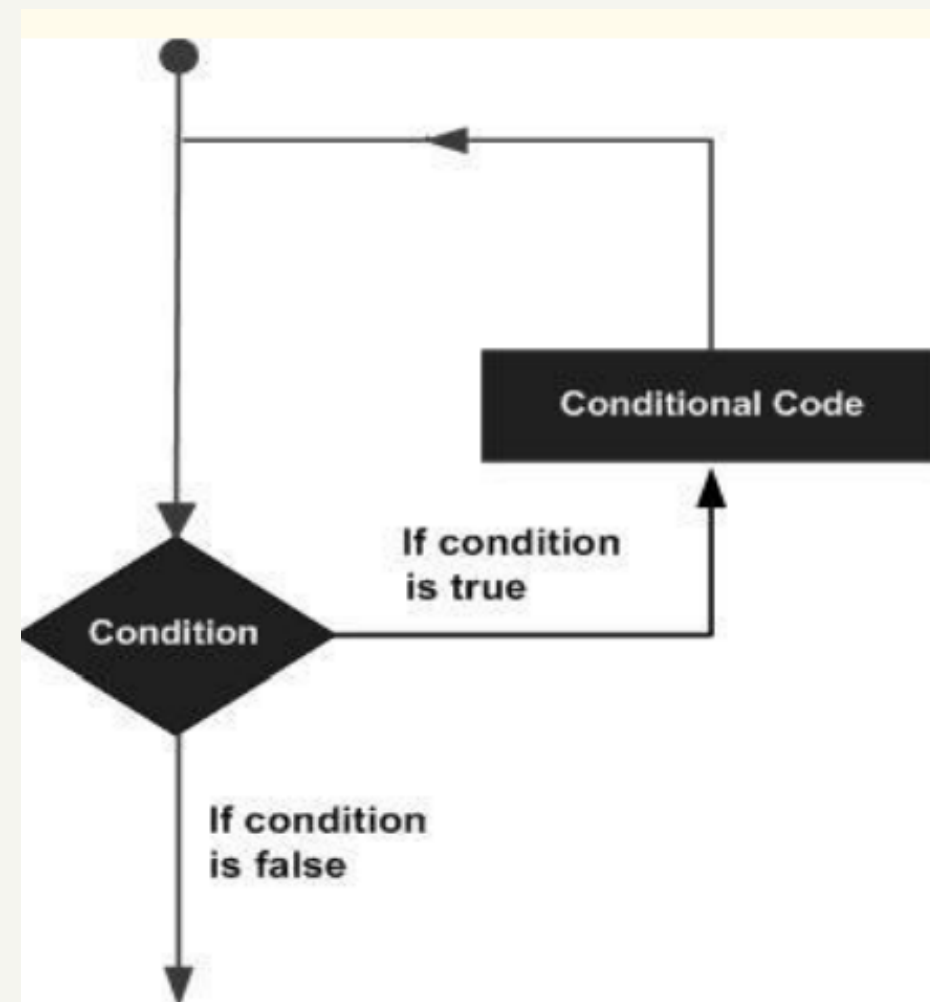 Conditional Code
If condition
is true
Condition
If condition
is false